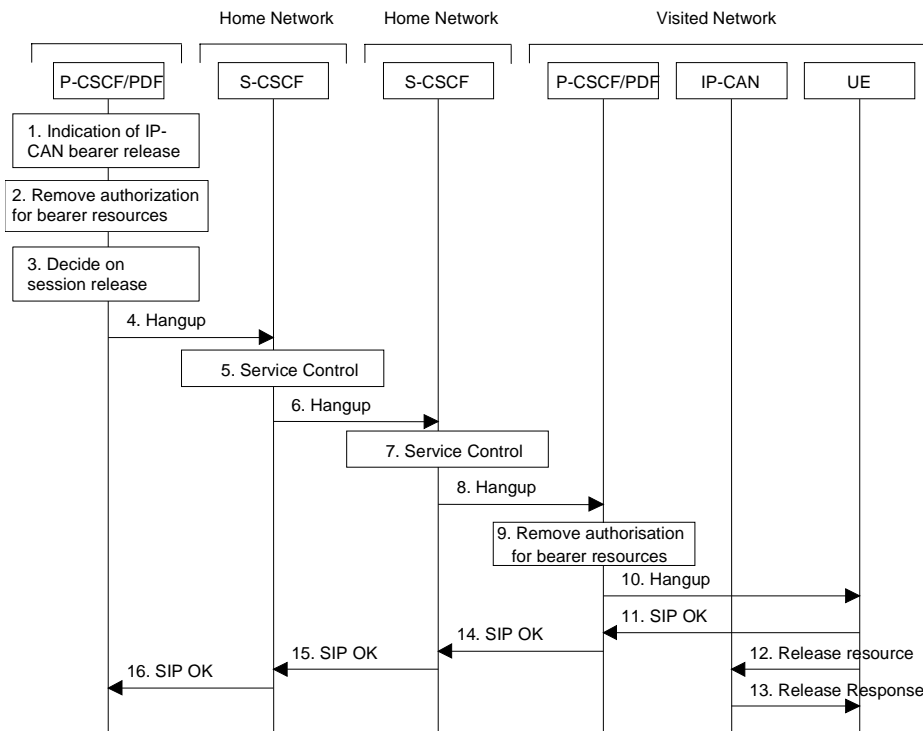 Home Network
Home Network
Visited Network
P-CSCF/PDF
S-CSCF
S-CSCF
P-CSCF/PDF
IP-CAN
UE
1. Indication of IP-
CAN bearer release
2. Remove authorization
for bearer resources
3. Decide on
session release
4. Hangup
5. Service Control
6. Hangup
7. Service Control
8. Hangup
9. Remove authorisation
for bearer resources
10. Hangup
11. SIP OK
14. SIP OK
15. SIP OK
12. Release resource
16. SIP OK
13. Release Response